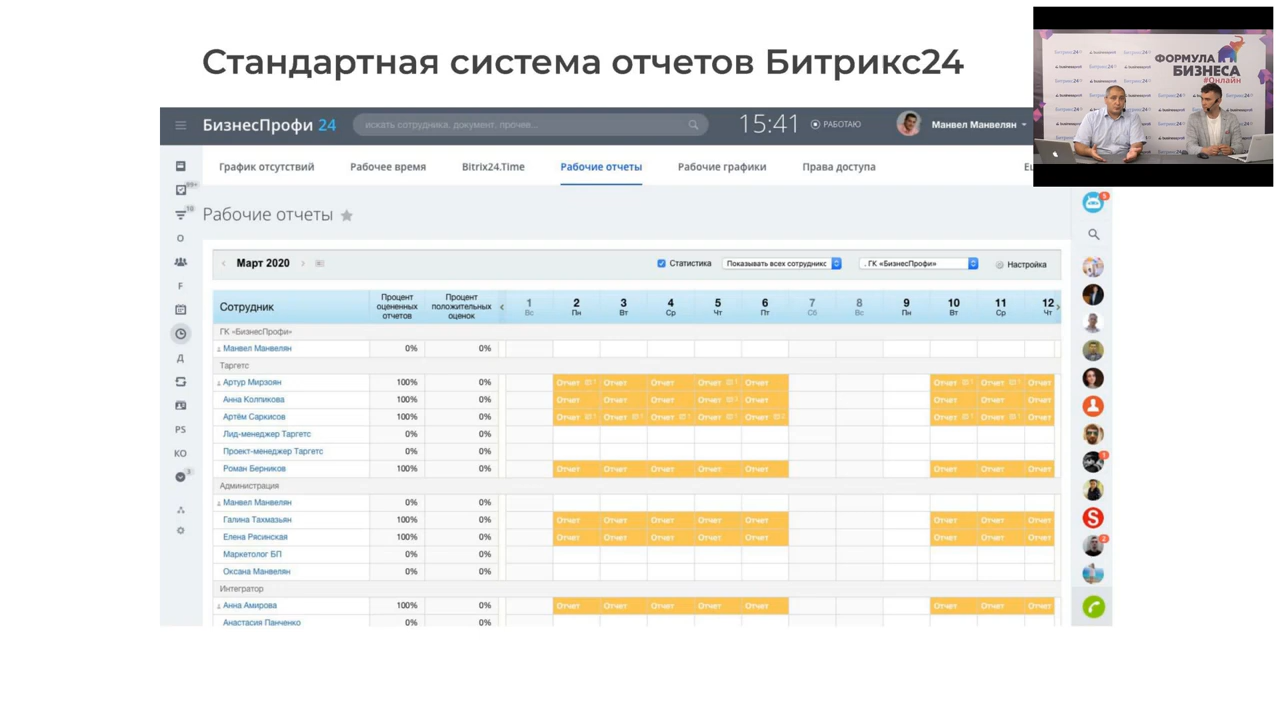 Стандартная система отчетов Битрикс24
ФОРМУЛА
БИЗНЕСА
#Онлайн
БизнесПрофи 24
искать сотрудника, документ, прочее...
15:41
РАБОТАЮ
Манвел Манвелян
График отсутствий Рабочее время Bitrix24.Time Рабочие отчеты Рабочие графики Права доступа
Рабочие отчеты
Март 2020
Статистика
Показывать всех сотрудникс
. ГК «БизнесПрофи»
Настройка
Сотрудник Процент оцененных отчетов Процент положительных оценок 1 Вс 2 Пн 3 Вт 4 Ср 5 Чт 6 Пт 7 Сб 8 Вс 9 Пн 10 Вт 11 Ср 12 Чт
ГК «БизнесПрофи»
Манвел Манвелян 0% 0%
Таргетс
Артур Мирзоян 100% 0% Отчет Отчет Отчет Отчет Отчет Отчет Отчет Отчет
Анна Колпикова 100% 0% Отчет Отчет Отчет Отчет Отчет Отчет Отчет Отчет
Артём Саркисов 100% 0% Отчет Отчет Отчет Отчет Отчет Отчет Отчет Отчет
Лид-менеджер Таргетс 0% 0%
Проект-менеджер Таргетс 0% 0%
Роман Берников 100% 0% Отчет Отчет Отчет Отчет Отчет Отчет Отчет Отчет
Администрация
Манвел Манвелян 0% 0%
Галина Тахмазьян 100% 0% Отчет Отчет Отчет Отчет Отчет Отчет Отчет Отчет
Елена Рясинская 100% 0% Отчет Отчет Отчет Отчет Отчет Отчет Отчет Отчет
Маркетолог БП 0% 0%
Оксана Манвелян 0% 0%
Интегратор
Анна Амирова 100% 0% Отчет Отчет Отчет Отчет Отчет Отчет Отчет Отчет
Анастасия Панченко 0% 0%
99+
10
О
F
Д
PS
КО
3